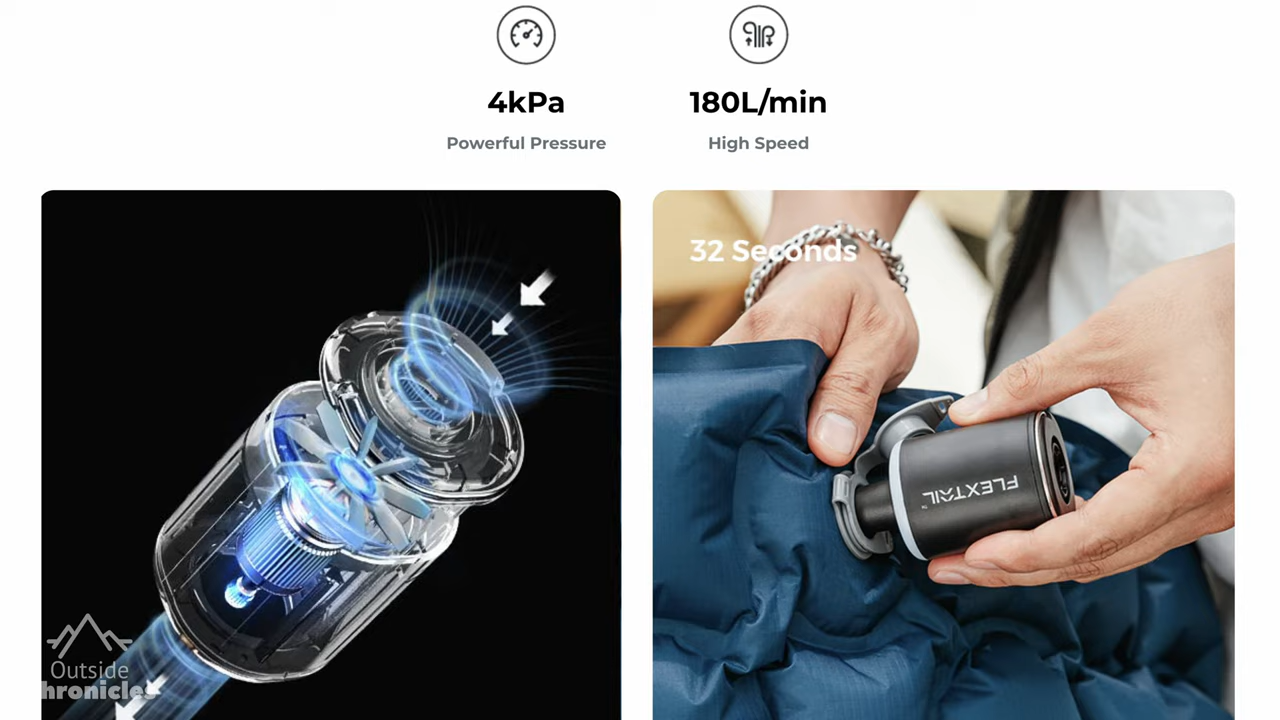 4kPa
Powerful Pressure
180L/min
High Speed
32 Seconds
FLEXTAIL
Outside
hronicles